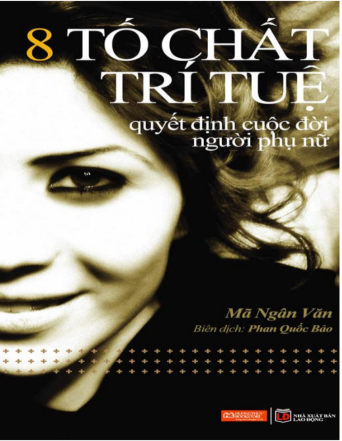 8 TỐ CHẤT
TRÍ TUỆ
quyết định cuộc đời
người phụ nữ
Mã Ngân Văn
Biên dịch: Phan Quốc Bảo
NHÀ XUẤT BẢN
LAO ĐỘNG